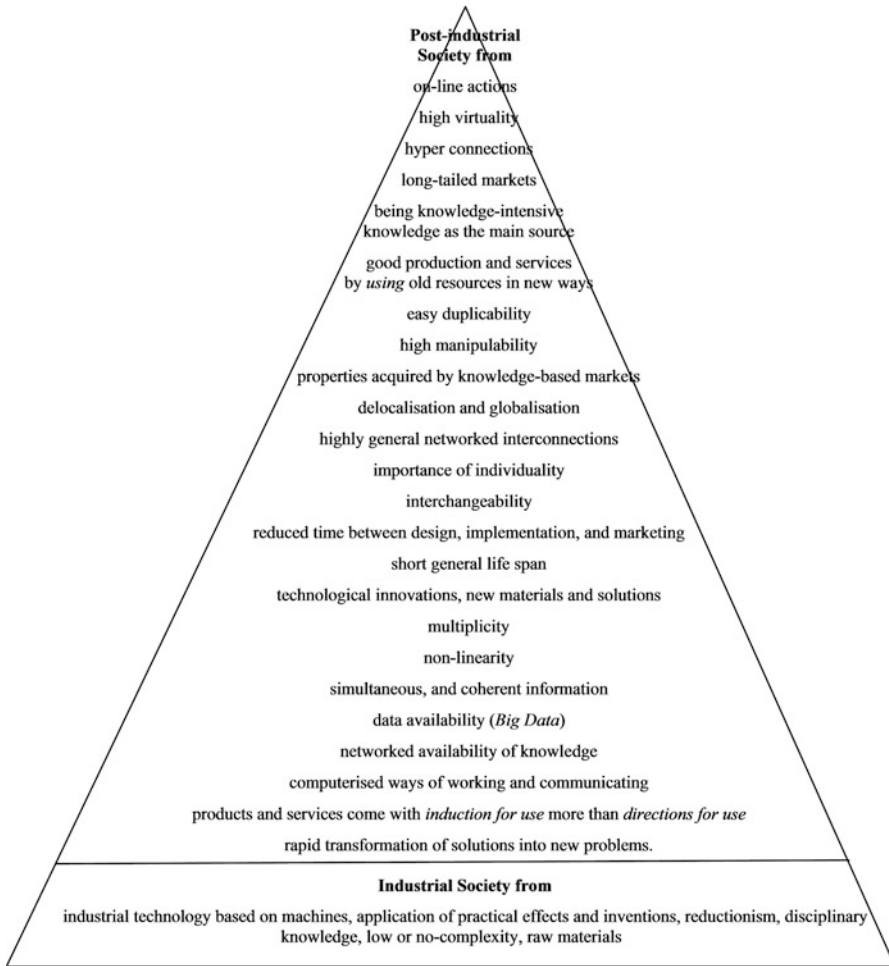 Post-industrial
Society from
on-line actions
high virtuality
hyper connections
long-tailed markets
being knowledge-intensive
knowledge as the main source
good production and services
by using old resources in new ways
easy duplicability
high manipulability
properties acquired by knowledge-based markets
delocalisation and globalisation
highly general networked interconnections
importance of individuality
interchangeability
reduced time between design, implementation, and marketing
short general life span
technological innovations, new materials and solutions
multiplicity
non-linearity
simultaneous, and coherent information
data availability (Big Data)
networked availability of knowledge
computerised ways of working and communicating
products and services come with induction for use more than directions for use
rapid transformation of solutions into new problems.
Industrial Society from
industrial technology based on machines, application of practical effects and inventions, reductionism, disciplinary
knowledge, low or no-complexity, raw materials